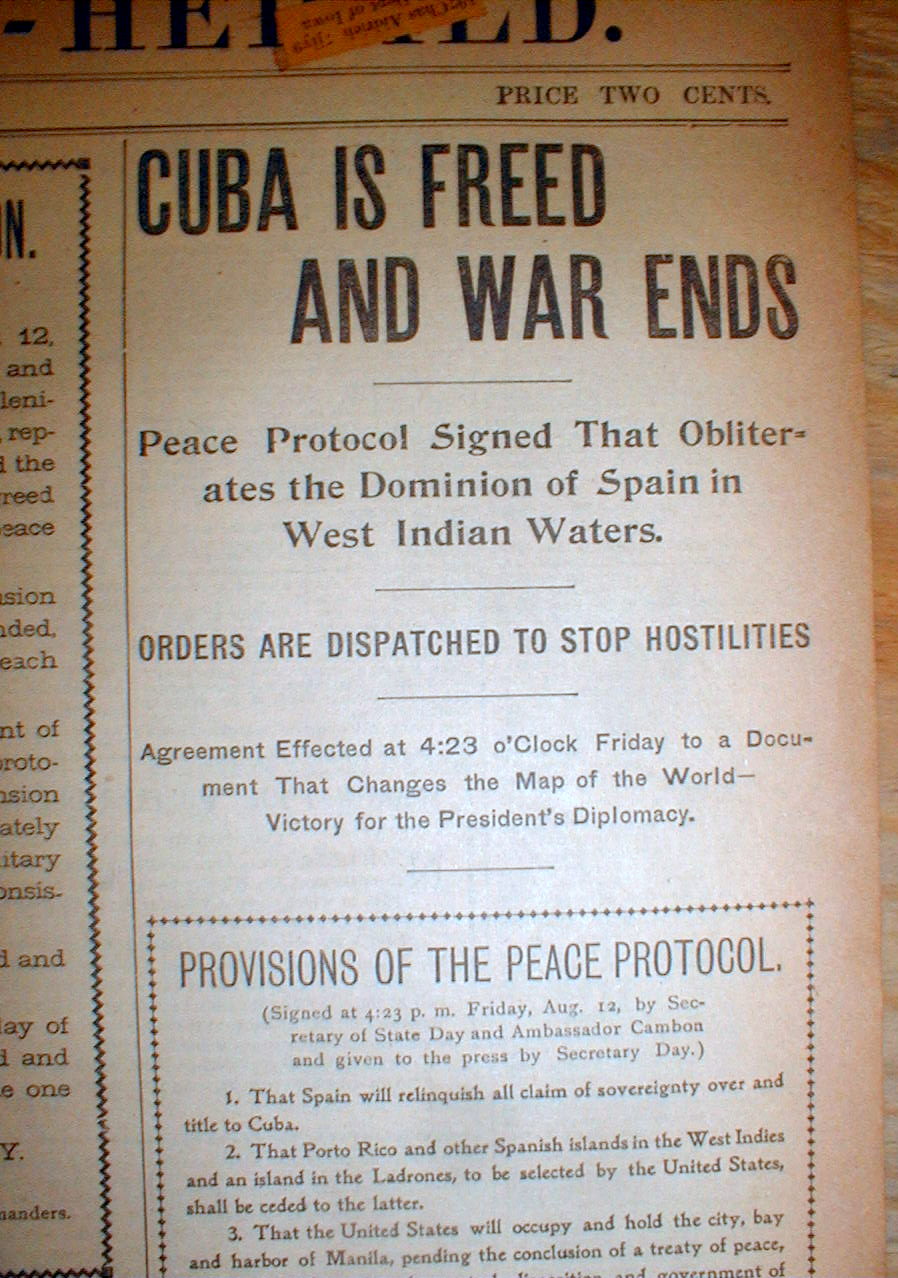 -HERALD.
PRICE TWO CENTS.
N.
12,
and
leni-
rep-
d the
reed
eace
sion
nded,
each
nt of
proto-
nsion
ately
itary
onsis-
d and
lay of
d and
e one
Y.
manders.
CUBA IS FREED
AND WAR ENDS
Peace Protocol Signed That Obliter-
ates the Dominion of Spain in
West Indian Waters.
ORDERS ARE DISPATCHED TO STOP HOSTILITIES
Agreement Effected at 4:23 o'Clock Friday to a Docu-
ment That Changes the Map of the World—
Victory for the President's Diplomacy.
PROVISIONS OF THE PEACE PROTOCOL.
(Signed at 4:23 p. m. Friday, Aug. 12, by Sec-
retary of State Day and Ambassador Cambon
and given to the press by Secretary Day.)
1. That Spain will relinquish all claim of sovereignty over and
title to Cuba.
2. That Porto Rico and other Spanish islands in the West Indies
and an island in the Ladrones, to be selected by the United States,
shall be ceded to the latter.
3. That the United States will occupy and hold the city, bay
and harbor of Manila, pending the conclusion of a treaty of peace,
and government of